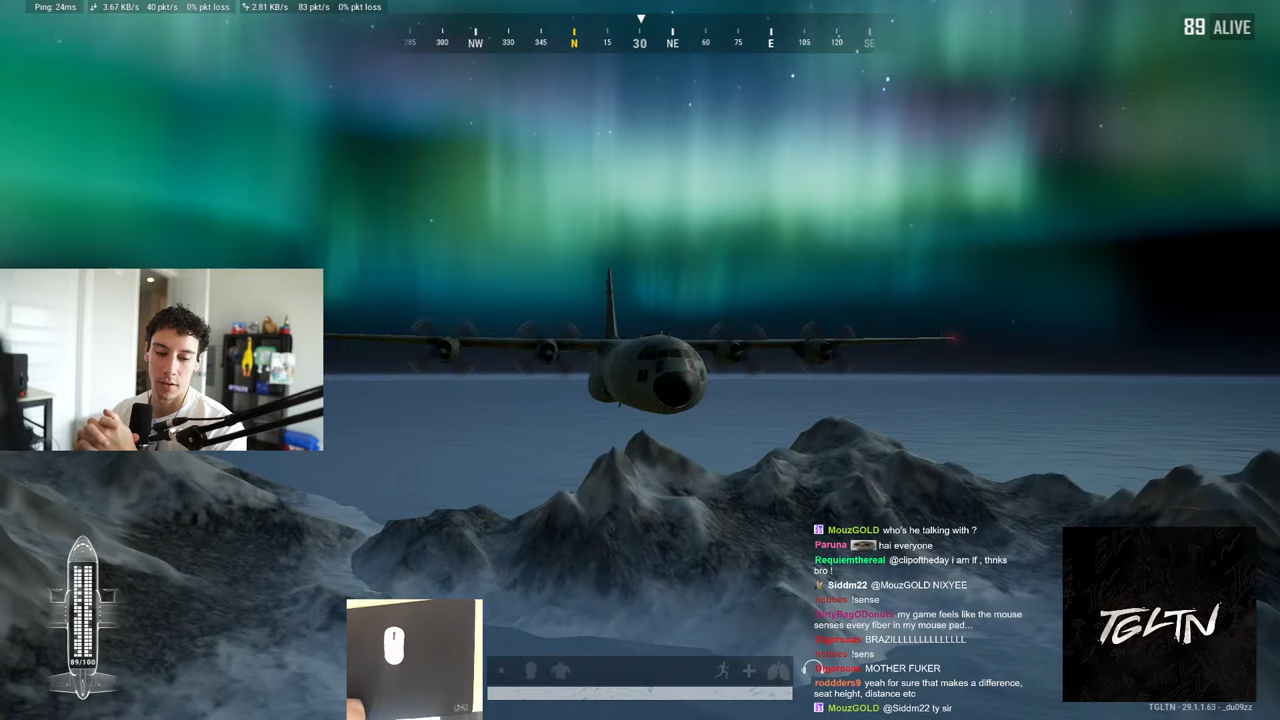 Ping: 24ms 3.67 KB/s 40 pkt/s 0% pkt loss 2.81 KB/s 83 pkt/s 0% pkt loss
89 ALIVE
285 300 NW 330 345 N 15 30 NE 60 75 E 105 120 SE
MouzGOLD who's he talking with ?
Paruna hai everyone
Requiemthereal @clipoftheday i am lf , thnks
bro !
Siddm22 @MouzGOLD NIXYEE
!sense
DirtyBagODonuts my game feels like the mouse
senses every fiber in my mouse pad...
BRAZILLLLLLLLLLLLLL
!sens
MOTHER FUKER
roddders9 yeah for sure that makes a difference,
seat height, distance etc
MouzGOLD @Siddm22 ty sir
89/100
TGLTN
TGLTN - 29.1.1.63 - _du09zz